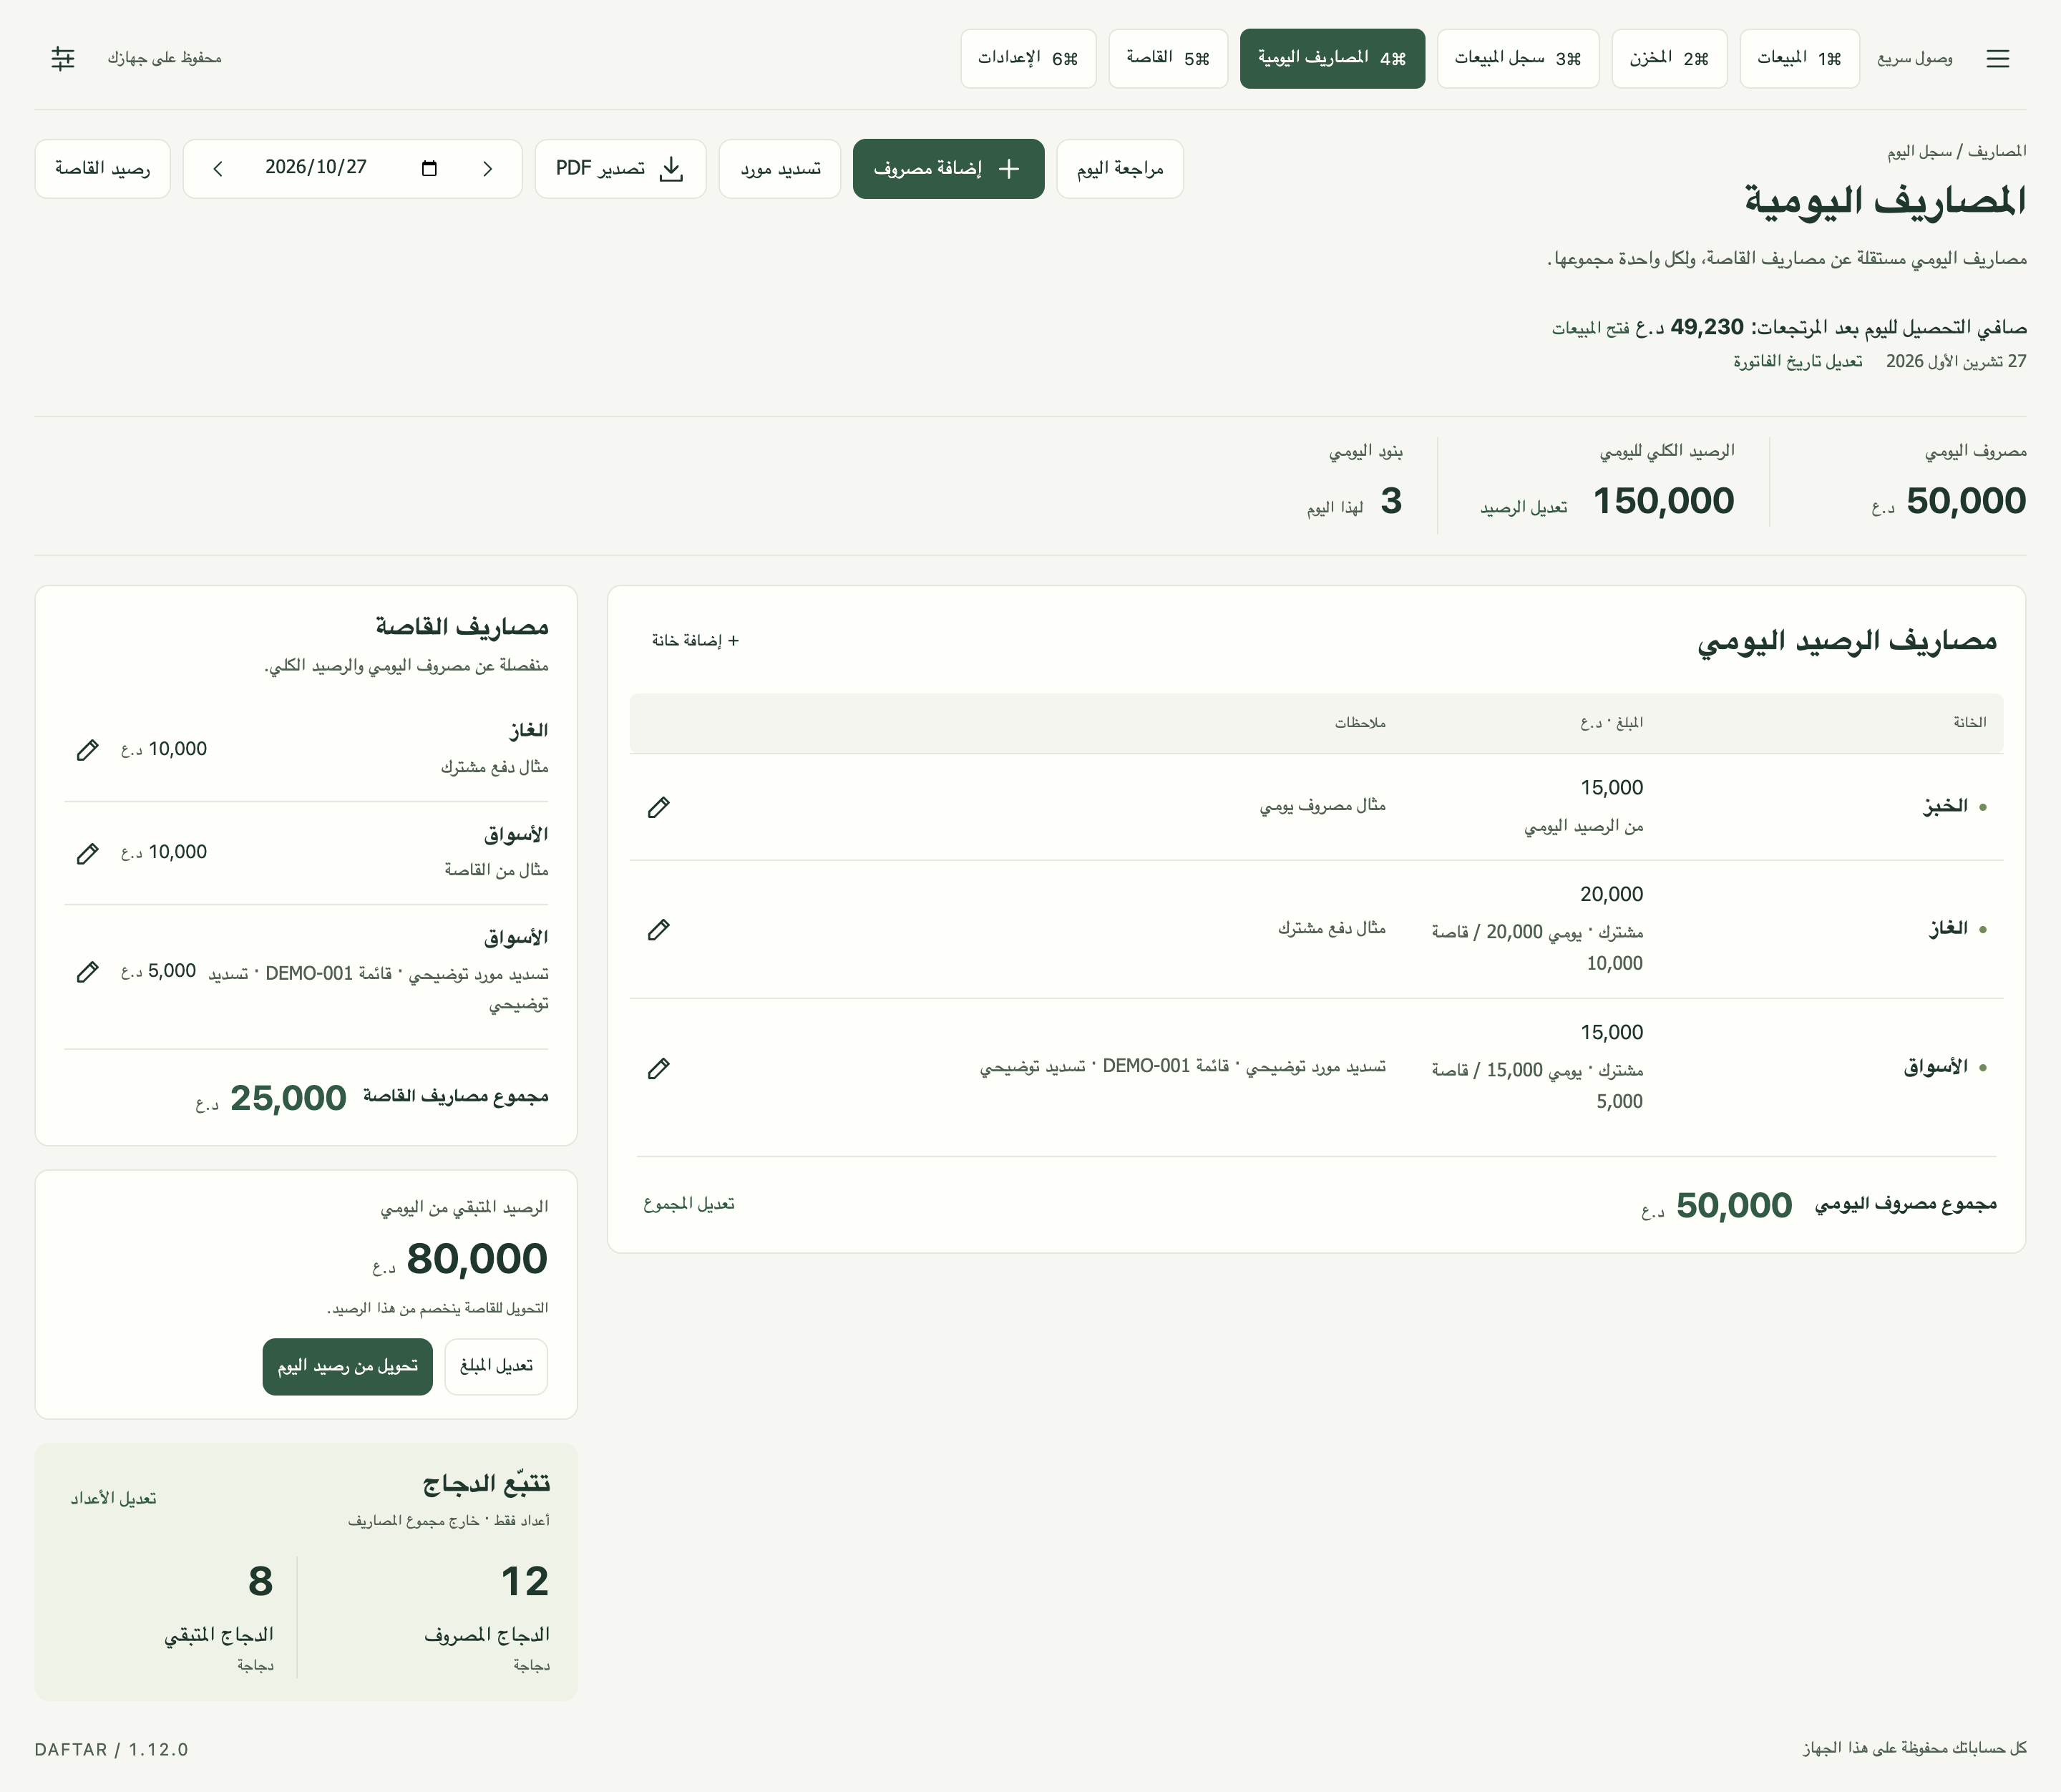 وصول سريع
⌘1 المبيعات
⌘2 المخزن
⌘3 سجل المبيعات
⌘4 المصاريف اليومية
⌘5 القاصة
⌘6 الإعدادات
محفوظ على جهازك
المصاريف / سجل اليوم
المصاريف اليومية
مصاريف اليومي مستقلة عن مصاريف القاصة، ولكل واحدة مجموعها.
مراجعة اليوم
إضافة مصروف
تسديد مورد
تصدير PDF
2026/10/27
رصيد القاصة
صافي التحصيل لليوم بعد المرتجعات: 49,230 د.ع فتح المبيعات
27 تشرين الأول 2026 تعديل تاريخ الفاتورة
مصروف اليومي
50,000 د.ع
الرصيد الكلي لليومي
150,000 تعديل الرصيد
بنود اليومي
3 لهذا اليوم
مصاريف الرصيد اليومي
+ إضافة خانة
الخانة
المبلغ · د.ع
ملاحظات
الخبز
15,000
من الرصيد اليومي
مثال مصروف يومي
الغاز
20,000
مشترك · يومي 20,000 / قاصة
10,000
مثال دفع مشترك
الأسواق
15,000
مشترك · يومي 15,000 / قاصة
5,000
تسديد مورد توضيحي · قائمة DEMO-001 · تسديد توضيحي
مجموع مصروف اليومي 50,000 د.ع
تعديل المجموع
مصاريف القاصة
منفصلة عن مصروف اليومي والرصيد الكلي.
الغاز
مثال دفع مشترك
10,000 د.ع
الأسواق
مثال من القاصة
10,000 د.ع
الأسواق
تسديد مورد توضيحي · قائمة DEMO-001 · تسديد
توضيحي
5,000 د.ع
مجموع مصاريف القاصة 25,000 د.ع
الرصيد المتبقي من اليومي
80,000 د.ع
التحويل للقاصة ينخصم من هذا الرصيد.
تعديل المبلغ
تحويل من رصيد اليوم
تتبّع الدجاج
تعديل الأعداد
أعداد فقط · خارج مجموع المصاريف
12
الدجاج المصروف
دجاجة
8
الدجاج المتبقي
دجاجة
كل حساباتك محفوظة على هذا الجهاز
DAFTAR / 1.12.0